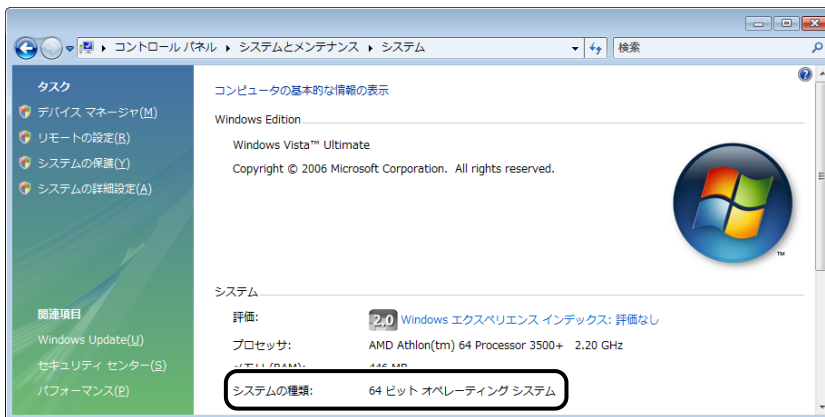 コントロール パネル ▸ システムとメンテナンス ▸ システム
検索
タスク
デバイス マネージャ(M)
リモートの設定(R)
システムの保護(Y)
システムの詳細設定(A)
関連項目
Windows Update(U)
セキュリティ センター(S)
パフォーマンス(P)
コンピュータの基本的な情報の表示
Windows Edition
Windows Vista™ Ultimate
Copyright © 2006 Microsoft Corporation. All rights reserved.
TM
システム
評価: 2.0 Windows エクスペリエンス インデックス: 評価なし
プロセッサ: AMD Athlon(tm) 64 Processor 3500+ 2.20 GHz
メモリ (RAM): 446 MB
システムの種類: 64 ビット オペレーティング システム